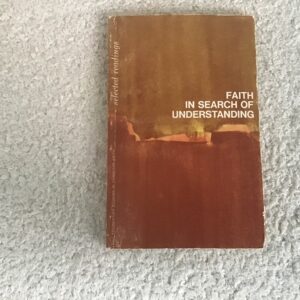 selected readings
FAITH
IN SEARCH OF
UNDERSTANDING